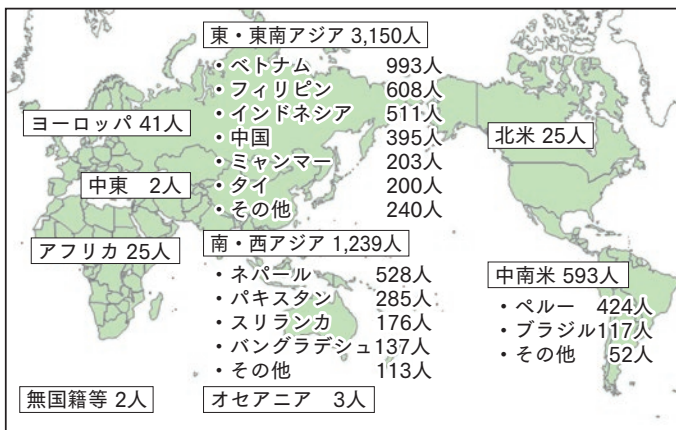 東・東南アジア 3,150人
・ベトナム 993人
・フィリピン 608人
・インドネシア 511人
・中国 395人
・ミャンマー 203人
・タイ 200人
・その他 240人
ヨーロッパ 41人
中東 2人
アフリカ 25人
北米 25人
南・西アジア 1,239人
・ネパール 528人
・パキスタン 285人
・スリランカ 176人
・バングラデシュ137人
・その他 113人
中南米 593人
・ペルー 424人
・ブラジル117人
・その他 52人
無国籍等 2人
オセアニア 3人